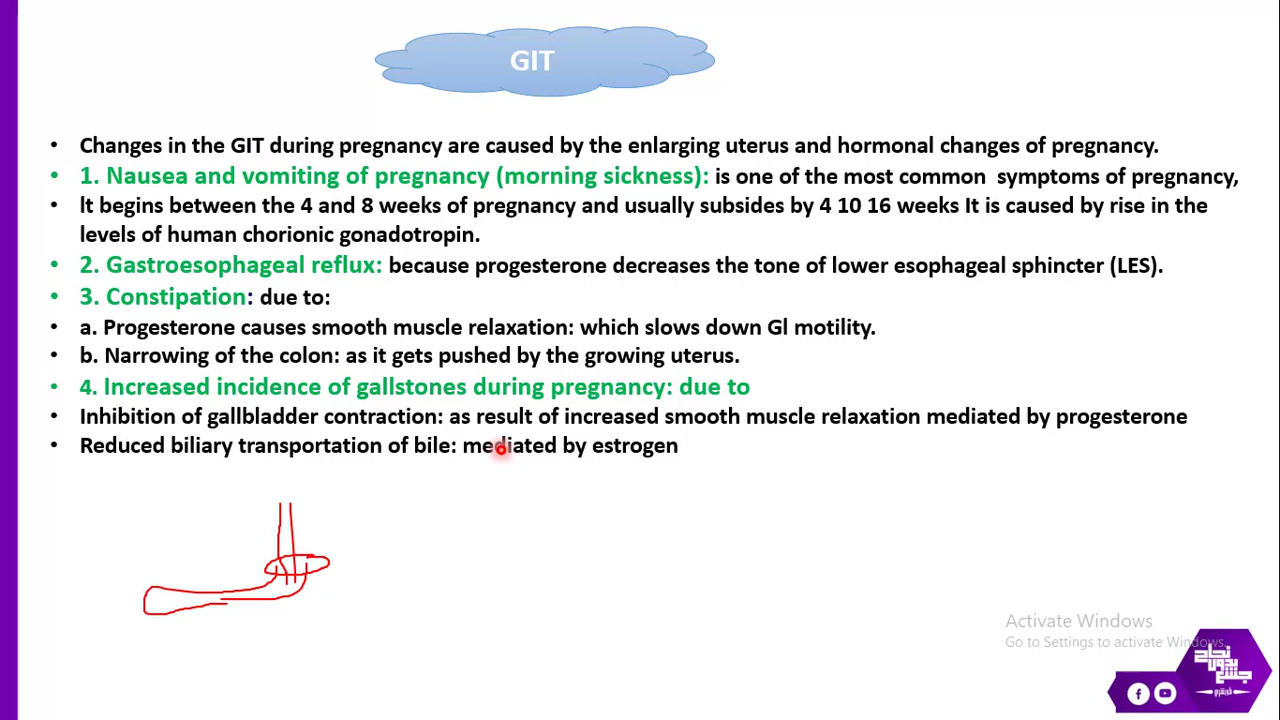 GIT
• Changes in the GIT during pregnancy are caused by the enlarging uterus and hormonal changes of pregnancy.
• 1. Nausea and vomiting of pregnancy (morning sickness): is one of the most common symptoms of pregnancy,
• lt begins between the 4 and 8 weeks of pregnancy and usually subsides by 4 10 16 weeks It is caused by rise in the
levels of human chorionic gonadotropin.
• 2. Gastroesophageal reflux: because progesterone decreases the tone of lower esophageal sphincter (LES).
• 3. Constipation: due to:
• a. Progesterone causes smooth muscle relaxation: which slows down Gl motility.
• b. Narrowing of the colon: as it gets pushed by the growing uterus.
• 4. Increased incidence of gallstones during pregnancy: due to
• Inhibition of gallbladder contraction: as result of increased smooth muscle relaxation mediated by progesterone
• Reduced biliary transportation of bile: mediated by estrogen
Activate Windows
Go to Settings to activate Windows.
نجاح
بدون